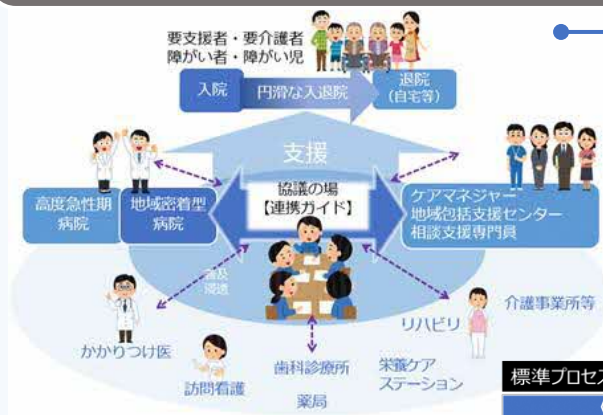 要支援者・要介護者
障がい者・障がい児
入院
円滑な入退院
退院
(自宅等)
支援
高度急性期
病院
地域密着型
病院
協議の場
【連携ガイド】
ケアマネジャー
地域包括支援センター
相談支援専門員
普及
浸透
かかりつけ医
訪問看護
歯科診療所
薬局
栄養ケア
ステーション
リハビリ
介護事業所等
標準プロセス